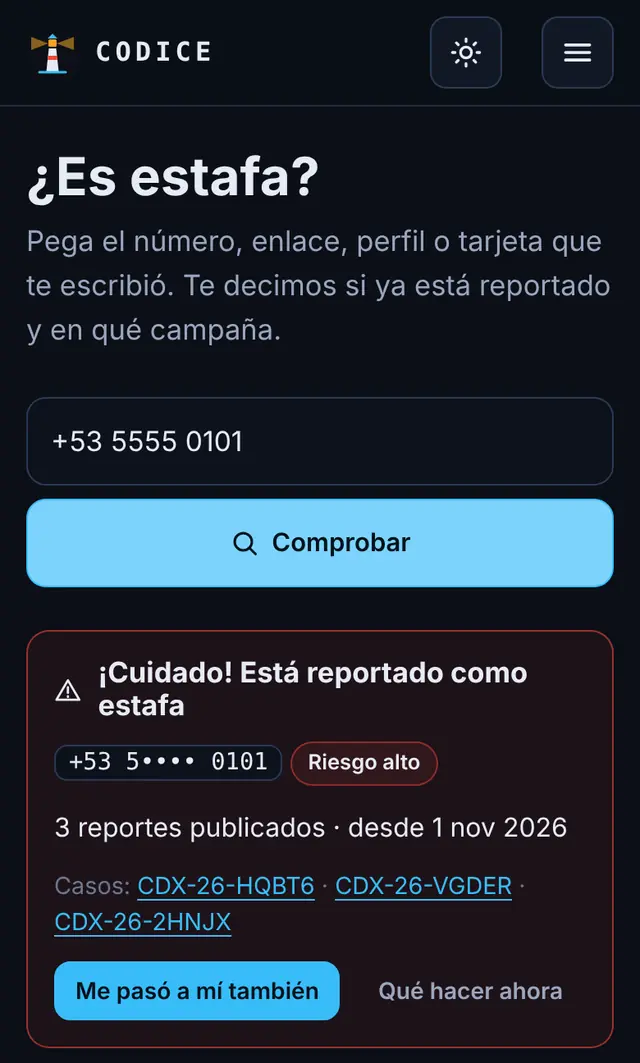 CODICE
¿Es estafa?
Pega el número, enlace, perfil o tarjeta que
te escribió. Te decimos si ya está reportado
y en qué campaña.
+53 5555 0101
Comprobar
¡Cuidado! Está reportado como
estafa
+53 5•••• 0101 Riesgo alto
3 reportes publicados · desde 1 nov 2026
Casos: CDX-26-HQBT6 · CDX-26-VGDER ·
CDX-26-2HNJX
Me pasó a mí también Qué hacer ahora